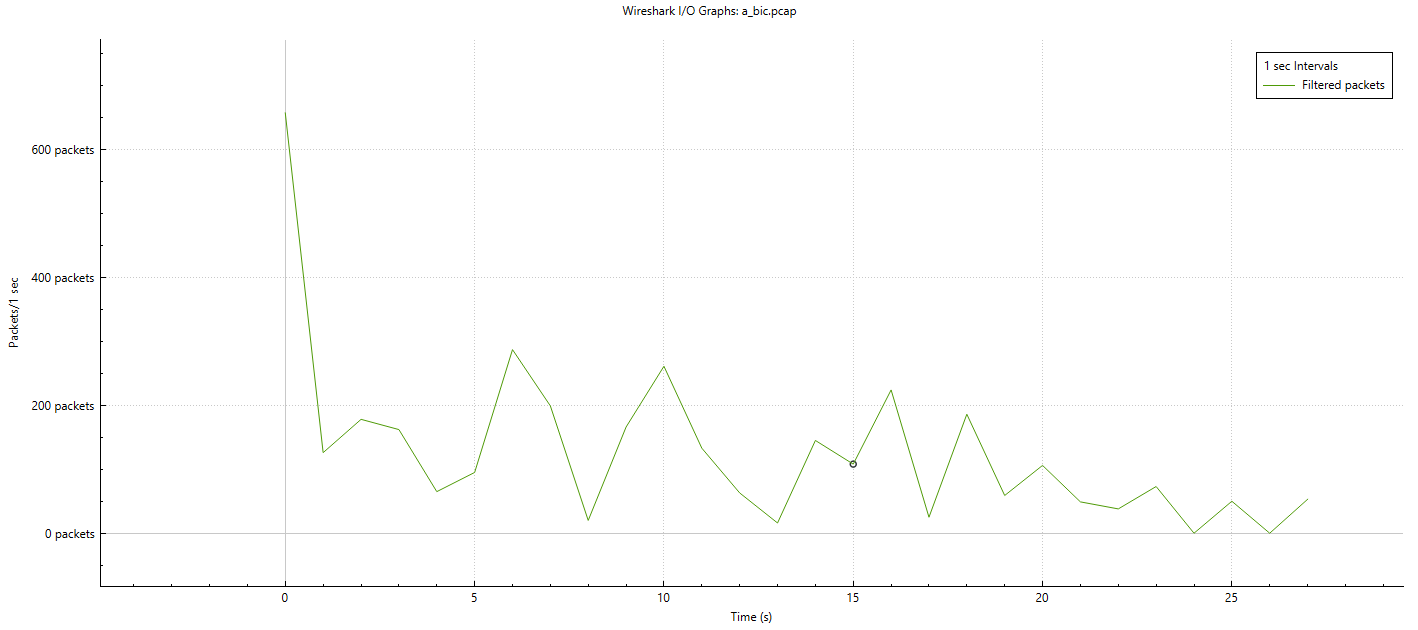 Wireshark I/O Graphs: a_bic.pcap
1 sec Intervals
Filtered packets
600 packets
400 packets
200 packets
0 packets
Packets/1 sec
0 5 10 15 20 25
Time (s)